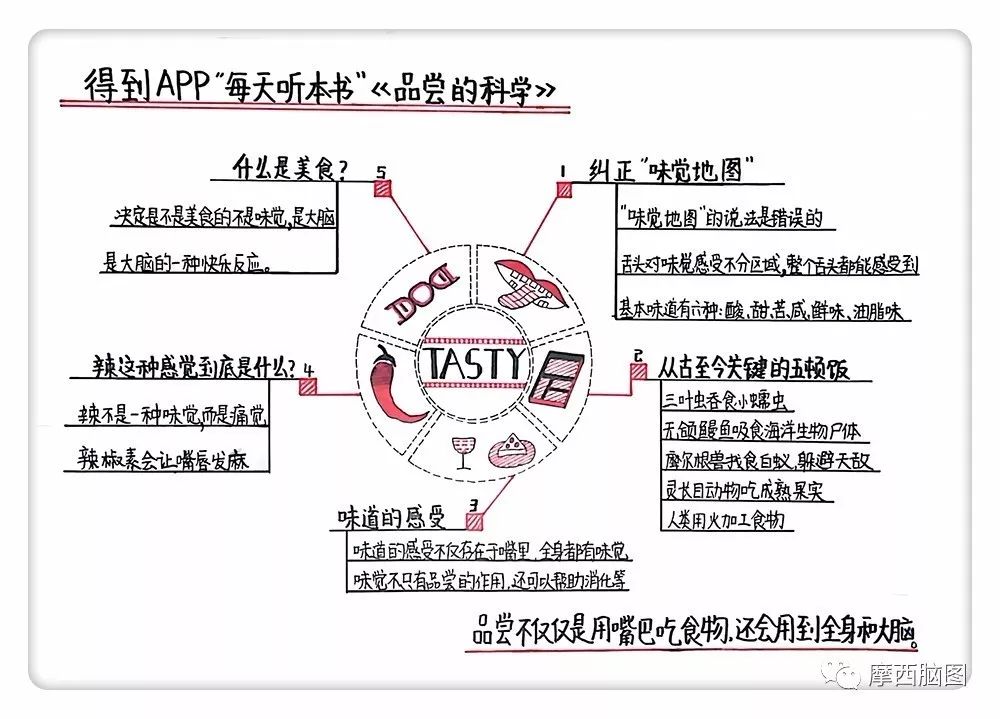 得到APP“每天听本书”《品尝的科学》
1
纠正“味觉地图”
“味觉地图”的说法是错误的
舌头对味觉感受不分区域,整个舌头都能感受到
基本味道有六种:酸、甜、苦、咸、鲜味、油脂味
2
从古至今关键的五顿饭
三叶虫吞食小蠕虫
无颌鳗鱼吸食海洋生物尸体
摩尔根兽找食白蚁,躲避天敌
灵长目动物吃成熟果实
人类用火加工食物
3
味道的感受
味道的感受不仅存在于嘴里,全身都有味觉
味觉不只有品尝的作用,还可以帮助消化等
4
辣这种感觉到底是什么?
辣不是一种味觉,而是痛觉
辣椒素会让嘴唇发麻
5
什么是美食?
决定是不是美食的不是味觉,是大脑
是大脑的一种快乐反应。
TASTY
品尝不仅仅是用嘴巴吃食物,还会用到全身和大脑。
摩西脑图